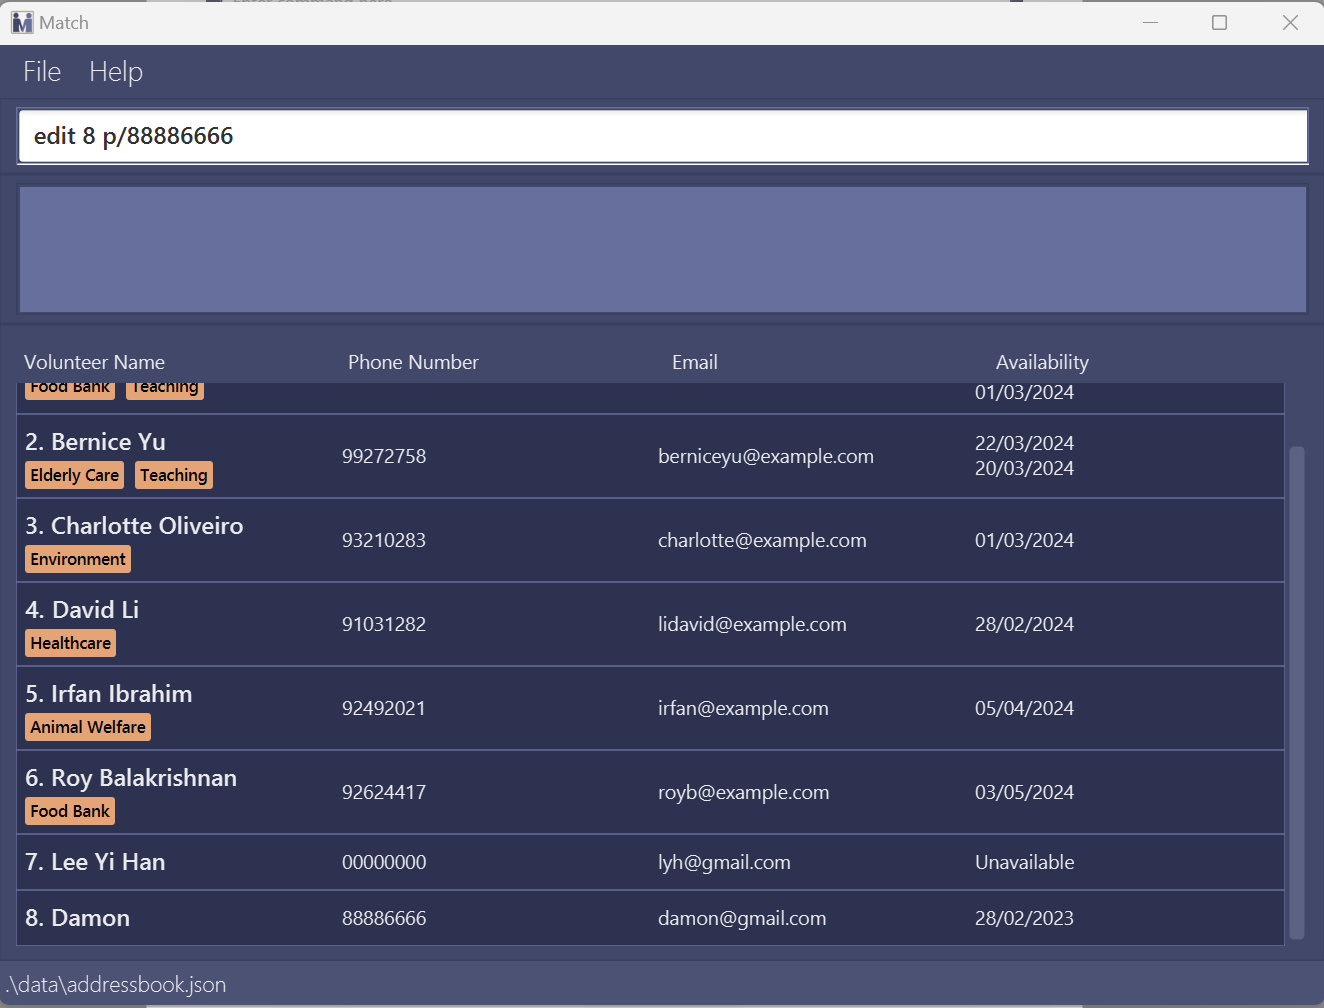 Match
File Help
edit 8 p/88886666
Volunteer Name Phone Number Email Availability
Food Bank Teaching 01/03/2024
2. Bernice Yu 99272758 berniceyu@example.com 22/03/2024
20/03/2024
Elderly Care Teaching
3. Charlotte Oliveiro 93210283 charlotte@example.com 01/03/2024
Environment
4. David Li 91031282 lidavid@example.com 28/02/2024
Healthcare
5. Irfan Ibrahim 92492021 irfan@example.com 05/04/2024
Animal Welfare
6. Roy Balakrishnan 92624417 royb@example.com 03/05/2024
Food Bank
7. Lee Yi Han 00000000 lyh@gmail.com Unavailable
8. Damon 88886666 damon@gmail.com 28/02/2023
.\data\addressbook.json